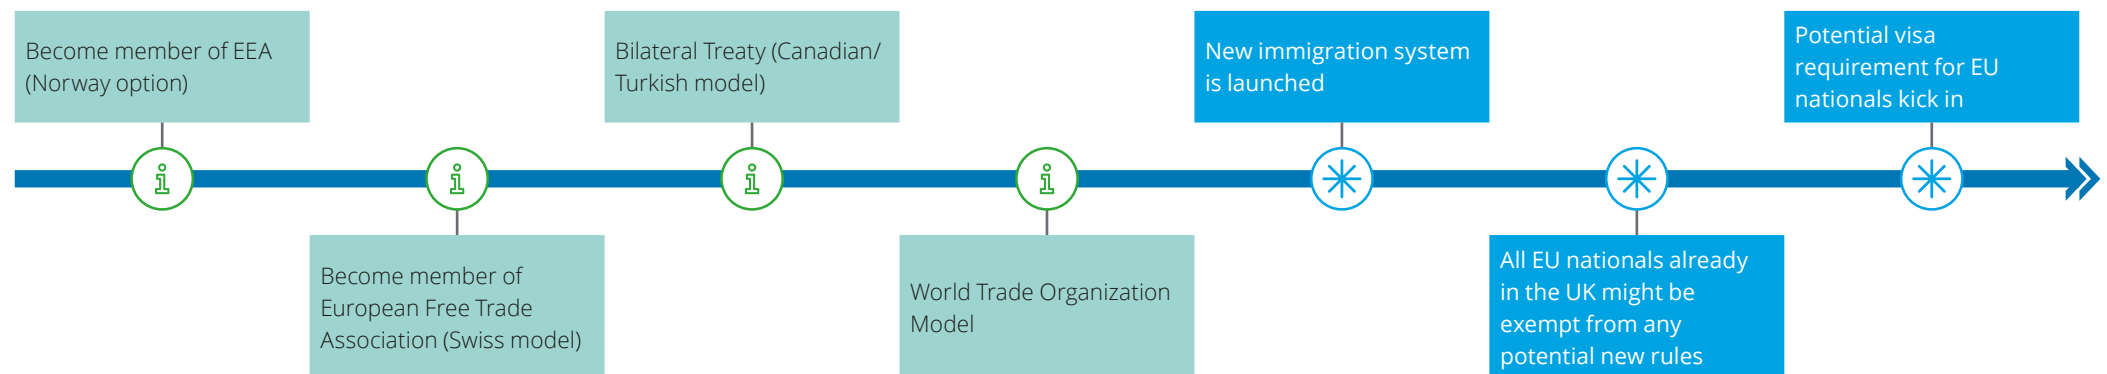 Become member of EEA
(Norway option)
Become member of
European Free Trade
Association (Swiss model)
Bilateral Treaty (Canadian/
Turkish model)
World Trade Organization
Model
New immigration system
is launched
All EU nationals already
in the UK might be
exempt from any
potential new rules
Potential visa
requirement for EU
nationals kick in